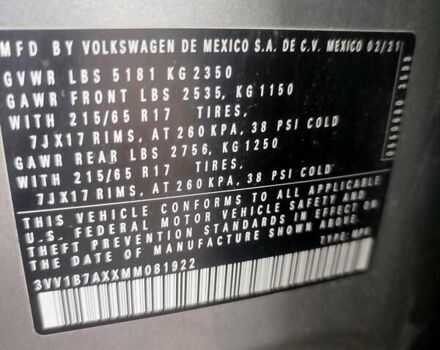 MFD BY VOLKSWAGEN DE MEXICO S.A. DE C.V. MEXICO 02/21
GVWR LBS 5181 KG 2350
GAWR FRONT LBS 2535, KG 1150
WITH 215/65 R17 TIRES,
7JX17 RIMS, AT 260 KPA, 38 PSI COLD
GAWR REAR LBS 2756, KG 1250
WITH 215/65 R17 TIRES,
7JX17 RIMS, AT 260 KPA, 38 PSI COLD
THIS VEHICLE CONFORMS TO ALL APPLICABLE
U.S. FEDERAL MOTOR VEHICLE SAFETY AND
THEFT PREVENTION STANDARDS IN EFFECT ON
THE DATE OF MANUFACTURE SHOWN ABOVE.
TYPE: MPV
3VV1B7AXXMM081922